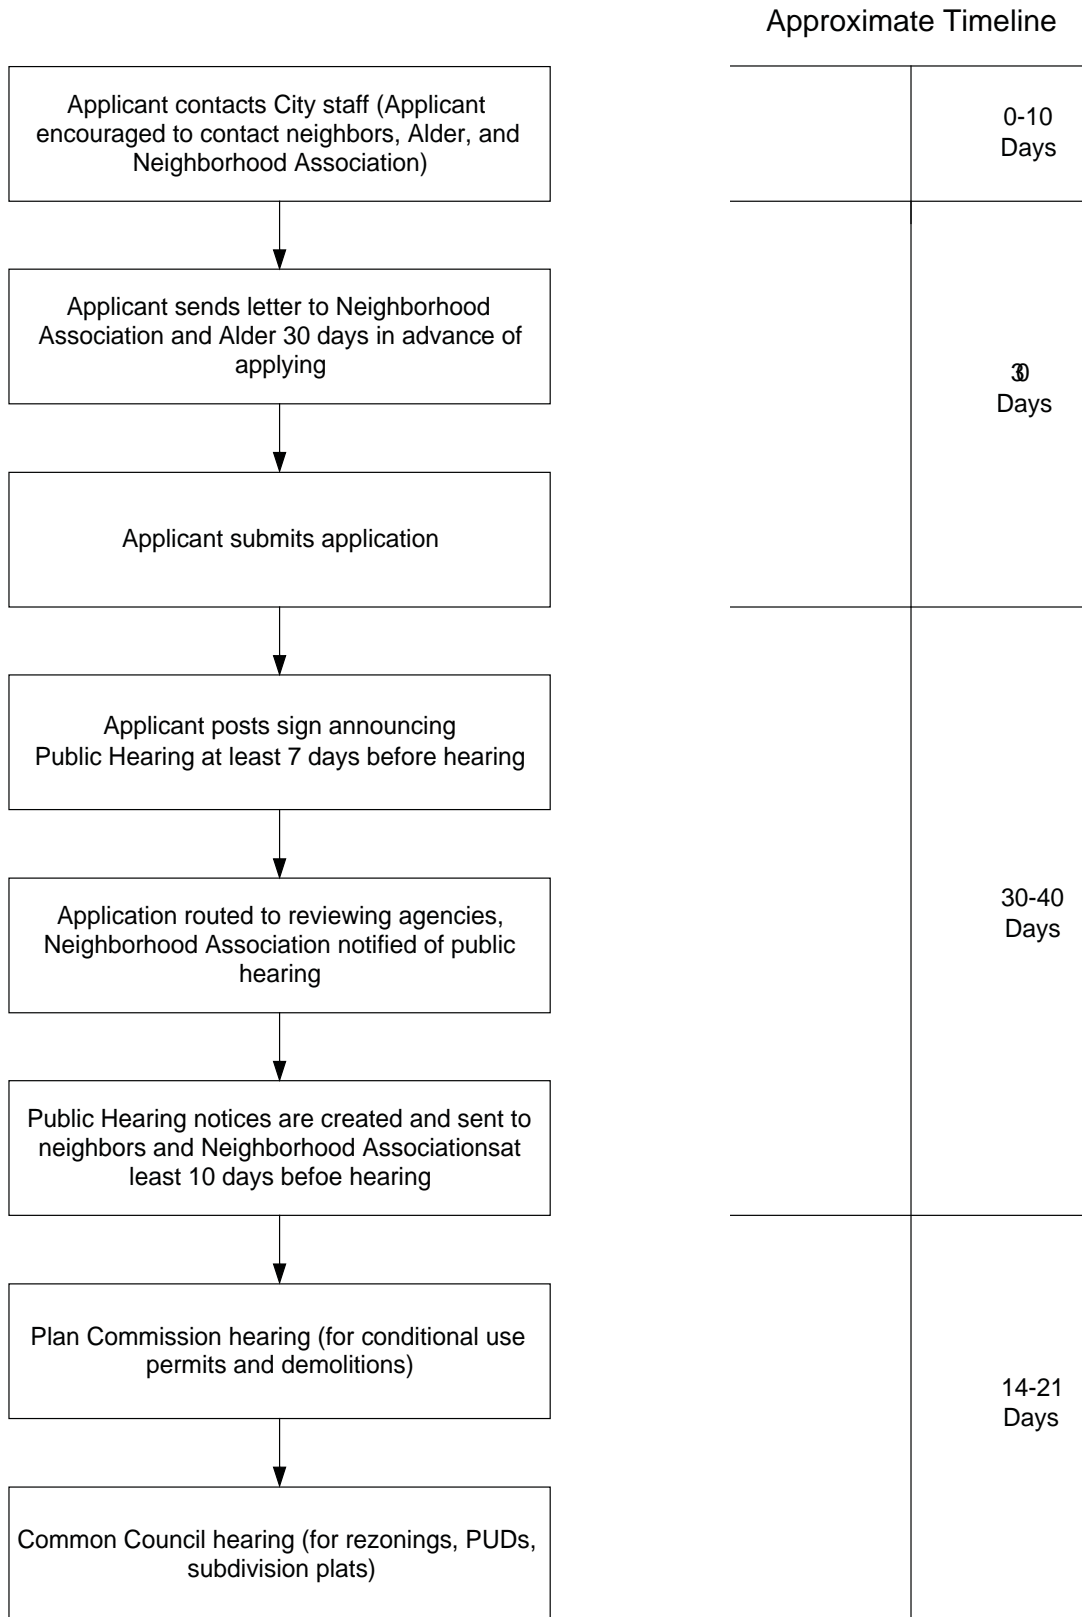 Approximate Timeline
Applicant contacts City staff (Applicant
encouraged to contact neighbors, Alder, and
Neighborhood Association)
0-10
Days
Applicant sends letter to Neighborhood
Association and Alder 30 days in advance of
applying
30
Days
Applicant submits application
Applicant posts sign announcing
Public Hearing at least 7 days before hearing
Application routed to reviewing agencies,
Neighborhood Association notified of public
hearing
30-40
Days
Public Hearing notices are created and sent to
neighbors and Neighborhood Associationsat
least 10 days befoe hearing
Plan Commission hearing (for conditional use
permits and demolitions)
14-21
Days
Common Council hearing (for rezonings, PUDs,
subdivision plats)